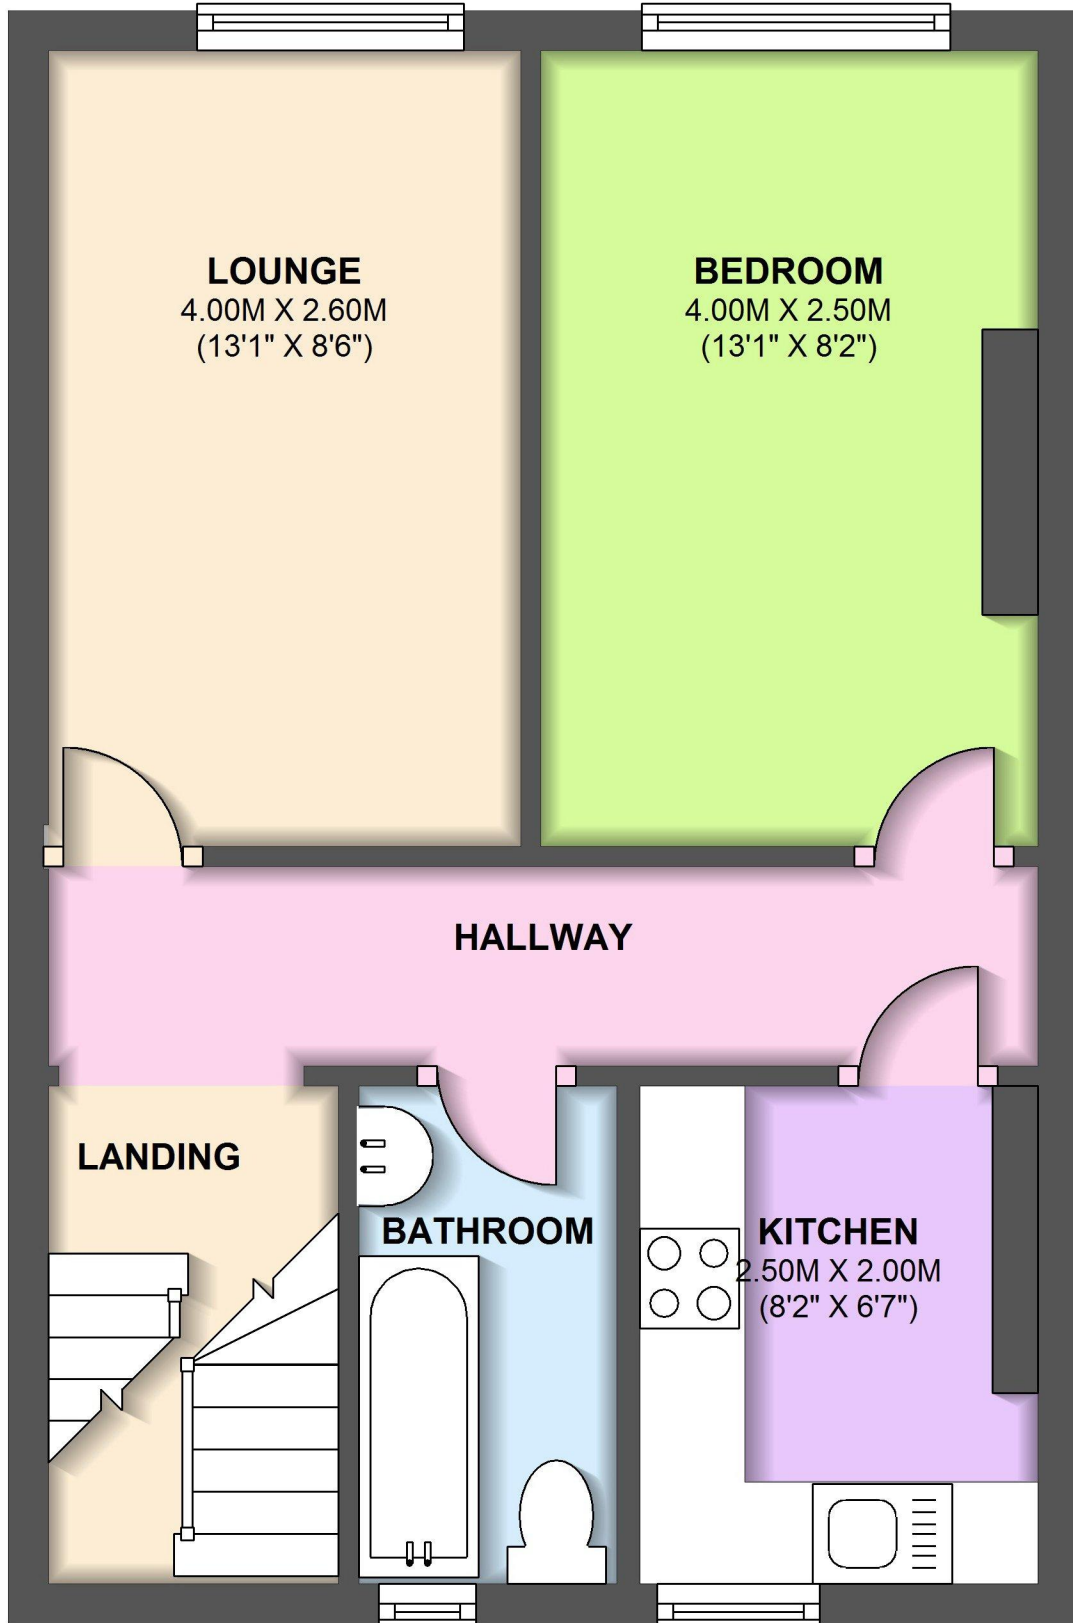 LOUNGE
4.00M X 2.60M
(13'1" X 8'6")
BEDROOM
4.00M X 2.50M
(13'1" X 8'2")
HALLWAY
LANDING
BATHROOM
KITCHEN
2.50M X 2.00M
(8'2" X 6'7")